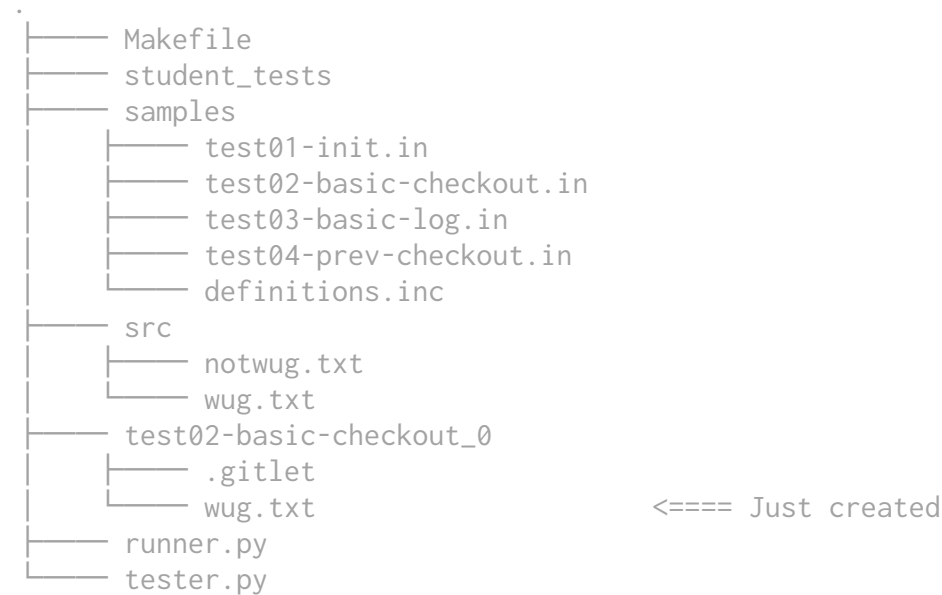 .
├──── Makefile
├──── student_tests
├──── samples
│     ├──── test01-init.in
│     ├──── test02-basic-checkout.in
│     ├──── test03-basic-log.in
│     ├──── test04-prev-checkout.in
│     └──── definitions.inc
├──── src
│     ├──── notwug.txt
│     └──── wug.txt
├──── test02-basic-checkout_0
│     ├──── .gitlet
│     └──── wug.txt                     <==== Just created
├──── runner.py
└──── tester.py